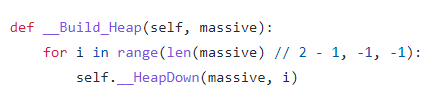 def __Build_Heap(self, massive):
    for i in range(len(massive) // 2 - 1, -1, -1):
        self.__HeapDown(massive, i)